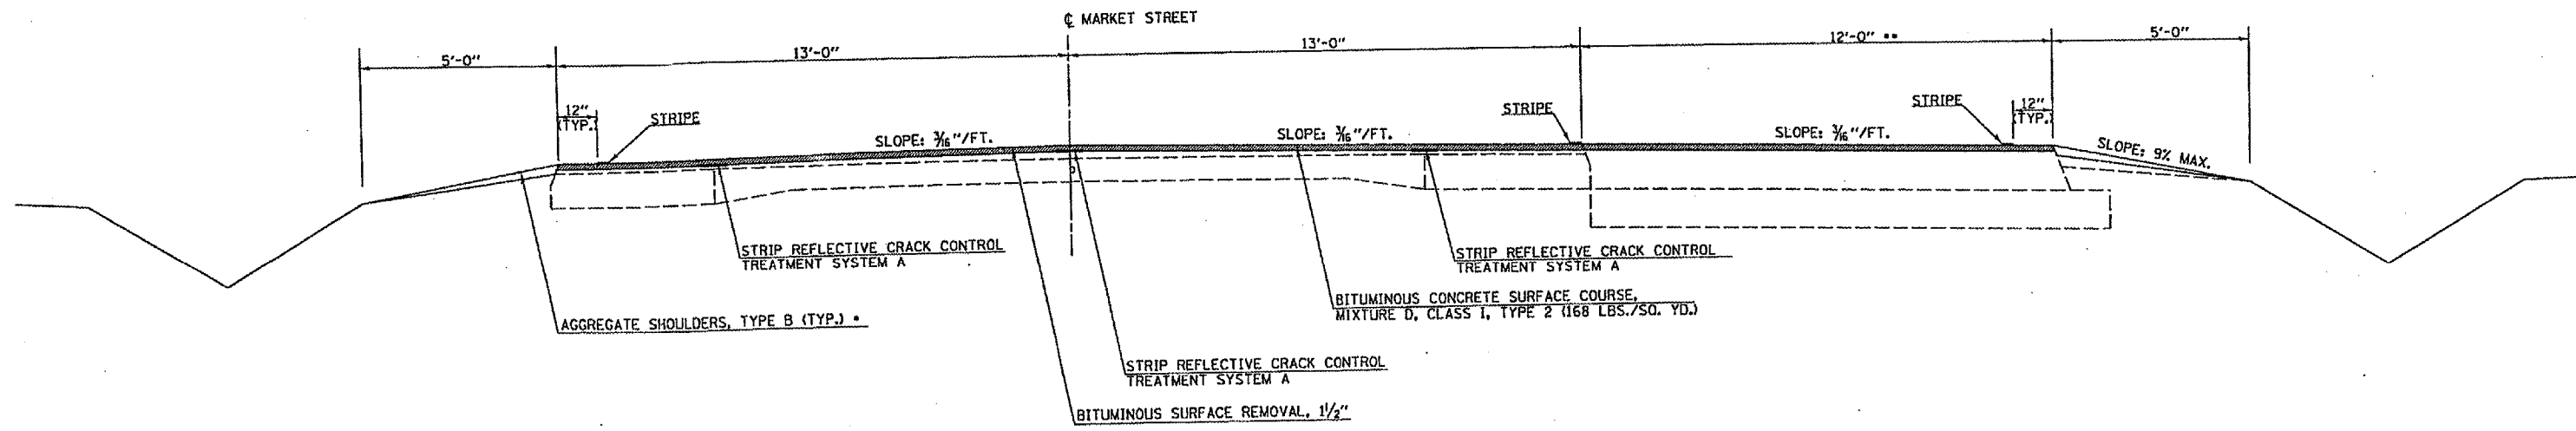 ℄ MARKET STREET
5'-0"
13'-0"
13'-0"
12'-0" **
5'-0"
12"
(TYP.)
STRIPE
SLOPE: 3/16"/FT.
SLOPE: 3/16"/FT.
STRIPE
SLOPE: 3/16"/FT.
STRIPE
12"
(TYP.)
SLOPE: 9% MAX.
STRIP REFLECTIVE CRACK CONTROL
TREATMENT SYSTEM A
STRIP REFLECTIVE CRACK CONTROL
TREATMENT SYSTEM A
AGGREGATE SHOULDERS, TYPE B (TYP.) *
BITUMINOUS CONCRETE SURFACE COURSE,
MIXTURE D, CLASS I, TYPE 2 (168 LBS./SQ. YD.)
STRIP REFLECTIVE CRACK CONTROL
TREATMENT SYSTEM A
BITUMINOUS SURFACE REMOVAL, 1 1/2"